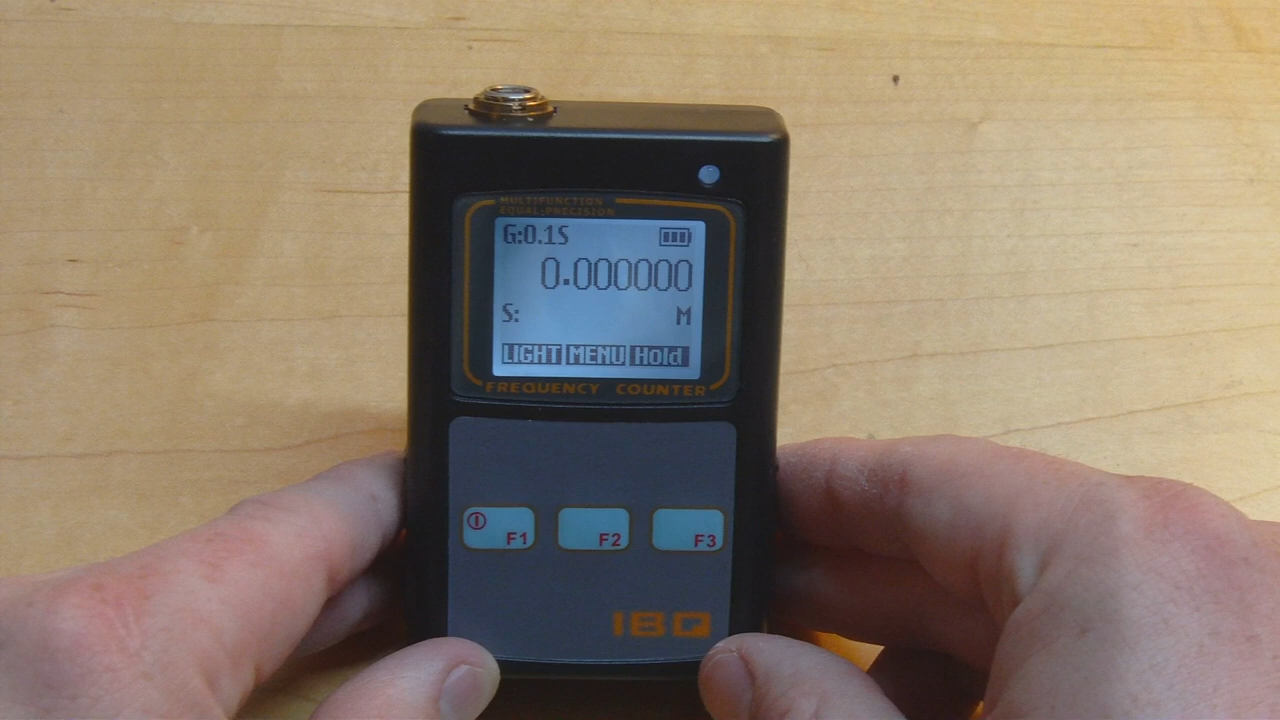 MULTIFUNCTION
EQUAL-PRECISION
G:0.1S
0.000000
S: M
LIGHT MENU Hold
FREQUENCY COUNTER
F1 F2 F3
IBQ